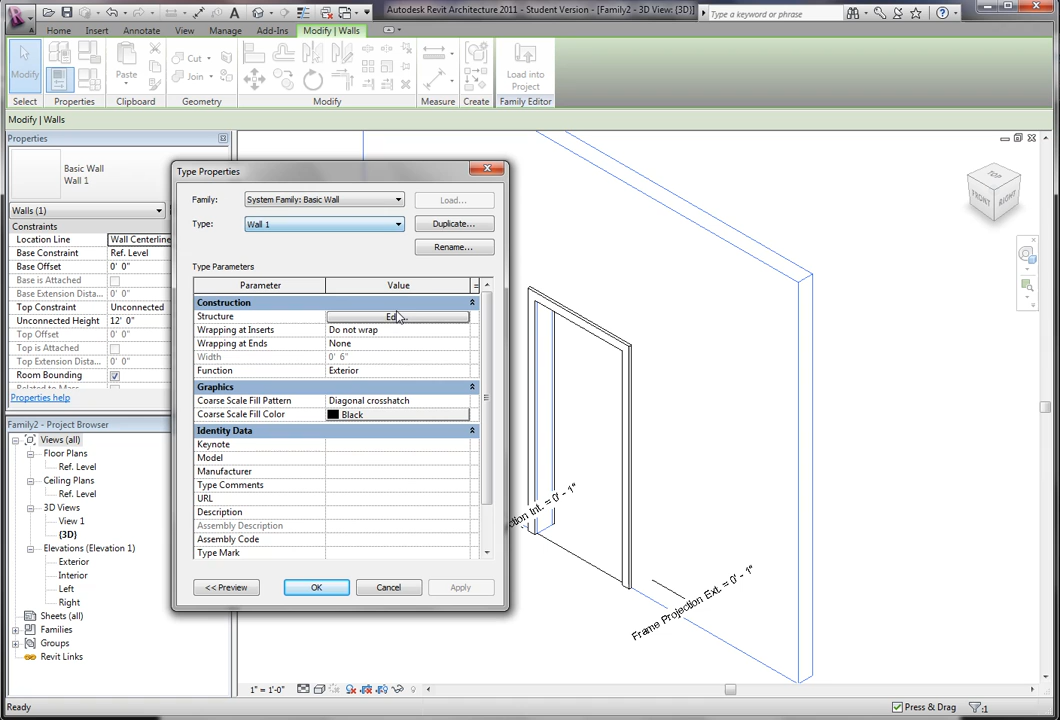 Autodesk Revit Architecture 2011 - Student Version - [Family2 - 3D View: {3D}]
Type a keyword or phrase
Home
Insert
Annotate
View
Manage
Add-Ins
Modify | Walls
Modify
Paste
Cut
Join
Load into
Project
Select
Properties
Clipboard
Geometry
Modify
Measure
Create
Family Editor
Modify | Walls
Properties
Basic Wall
Wall 1
Walls (1)
Constraints
Location Line Wall Centerline
Base Constraint Ref. Level
Base Offset 0' 0"
Base is Attached
Base Extension Dista...
Top Constraint Unconnected
Unconnected Height 12' 0"
Top Offset 0' 0"
Top is Attached
Top Extension Dista... 0' 0"
Room Bounding
Properties help
Family2 - Project Browser
Views (all)
Floor Plans
Ref. Level
Ceiling Plans
Ref. Level
3D Views
View 1
{3D}
Elevations (Elevation 1)
Exterior
Interior
Left
Right
Sheets (all)
Families
Groups
Revit Links
Type Properties
Family: System Family: Basic Wall Load...
Type: Wall 1 Duplicate...
Rename...
Type Parameters
Parameter Value =
Construction
Structure
Wrapping at Inserts Do not wrap
Wrapping at Ends None
Width 0' 6"
Function Exterior
Graphics
Coarse Scale Fill Pattern Diagonal crosshatch
Coarse Scale Fill Color Black
Identity Data
Keynote
Model
Manufacturer
Type Comments
URL
Description
Assembly Description
Assembly Code
Type Mark
<< Preview OK Cancel Apply
TOP
FRONT
RIGHT
ction Int. = 0' - 1"
Frame Projection Ext. = 0' - 1"
1" = 1'-0"
Ready
Press & Drag
:1